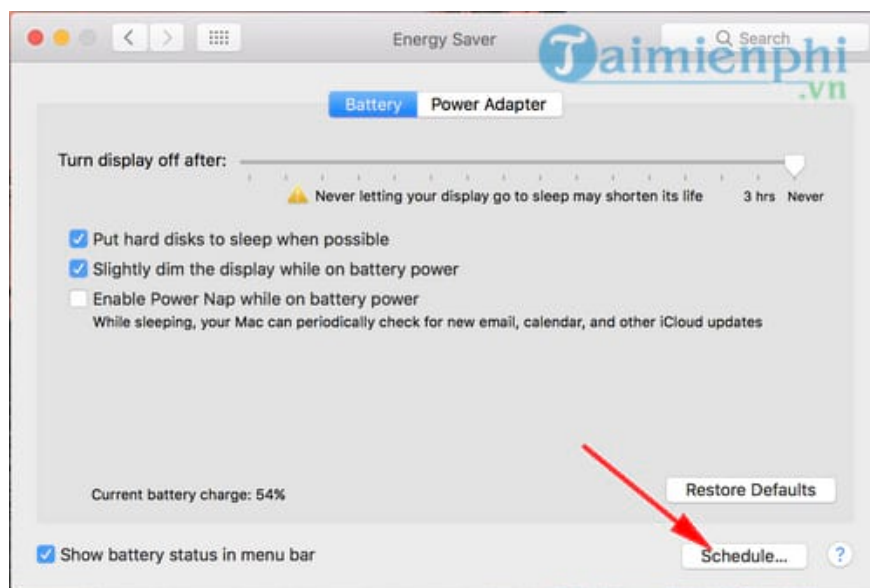 Energy Saver
Search
Taimienphi
.vn
Battery Power Adapter
Turn display off after:
Never letting your display go to sleep may shorten its life 3 hrs Never
Put hard disks to sleep when possible
Slightly dim the display while on battery power
Enable Power Nap while on battery power
While sleeping, your Mac can periodically check for new email, calendar, and other iCloud updates
Current battery charge: 54%
Restore Defaults
Show battery status in menu bar
Schedule...
?